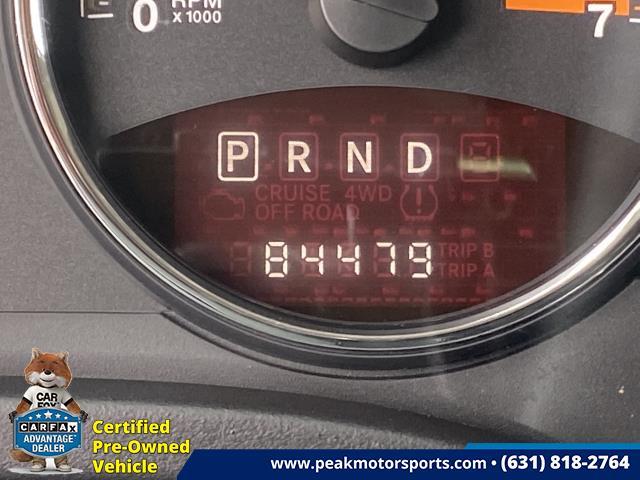 0 RPM
x 1000
7
P R N D
CRUISE 4WD
OFF ROAD
84479
TRIP B
TRIP A
CAR
FOX
CARFAX
ADVANTAGE
DEALER
Certified
Pre-Owned
Vehicle
www.peakmotorsports.com • (631) 818-2764